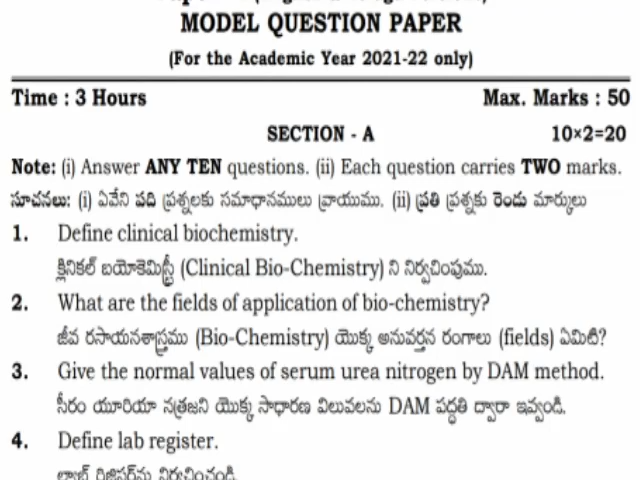 MODEL QUESTION PAPER
(For the Academic Year 2021-22 only)
Time : 3 Hours Max. Marks : 50
SECTION - A 10×2=20
Note: (i) Answer ANY TEN questions. (ii) Each question carries TWO marks.
సూచనలు: (i) ఏవేని పది ప్రశ్నలకు సమాధానములు వ్రాయుము. (ii) ప్రతి ప్రశ్నకు రెండు మార్కులు
1. Define clinical biochemistry.
క్లినికల్ బయోకెమిస్ట్రీ (Clinical Bio-Chemistry) ని నిర్వచింపుము.
2. What are the fields of application of bio-chemistry?
జీవ రసాయనశాస్త్రము (Bio-Chemistry) యొక్క అనువర్తన రంగాలు (fields) ఏమిటి?
3. Give the normal values of serum urea nitrogen by DAM method.
సీరం యూరియా నత్రజని యొక్క సాధారణ విలువలను DAM పద్ధతి ద్వారా ఇవ్వండి.
4. Define lab register.
ల్యాబ్ రిజిస్టర్‌ను నిర్వచించండి.